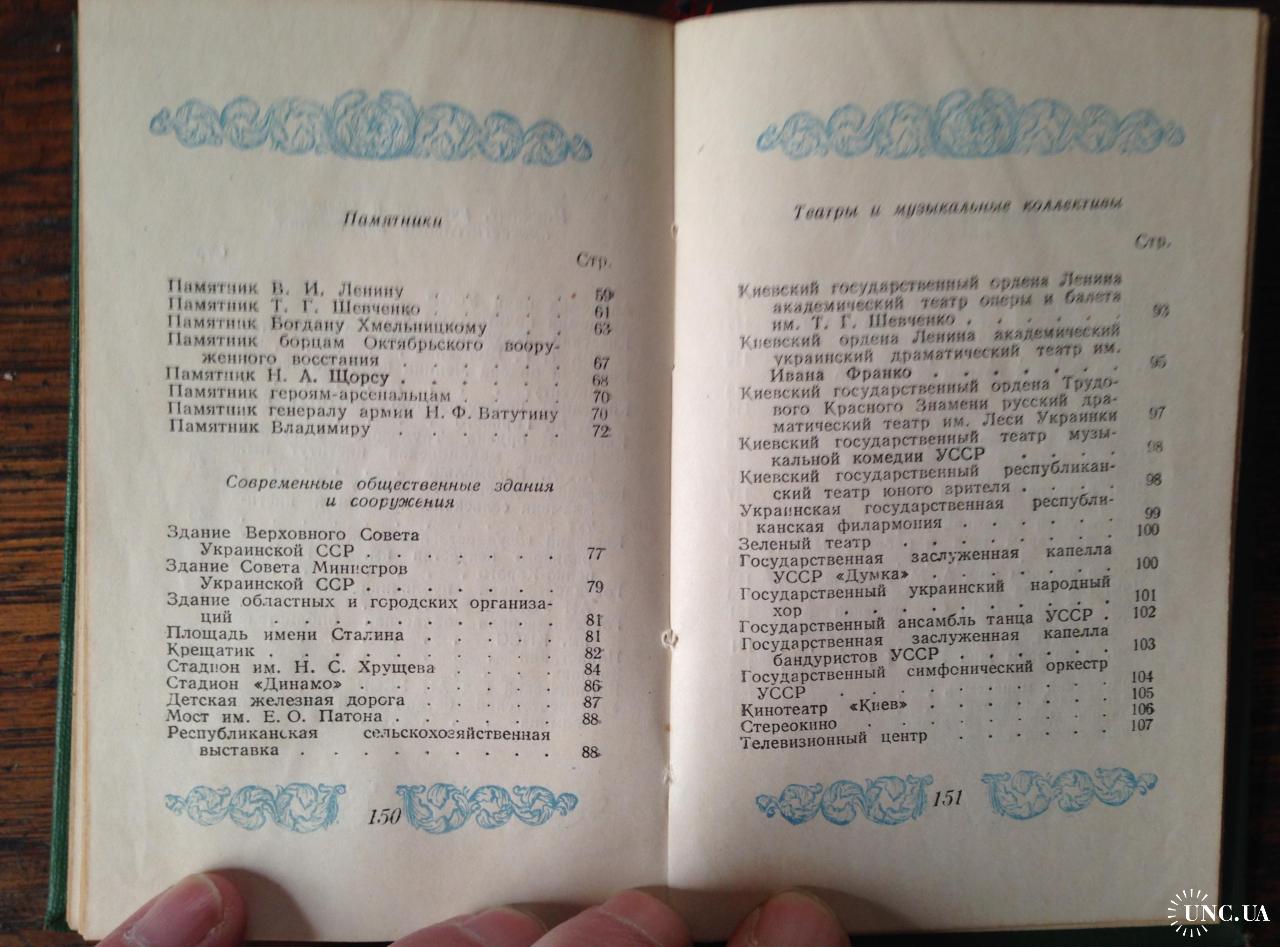 Памятники
Стр.
Памятник В. И. Ленину . . . . . 59
Памятник Т. Г. Шевченко . . . . . 61
Памятник Богдану Хмельницкому . . 63
Памятник борцам Октябрьского воору-
женного восстания . . . . . 67
Памятник Н. А. Щорсу . . . . . . 68
Памятник героям-арсенальцам . . . . 70
Памятник генералу армии Н. Ф. Ватутину 70
Памятник Владимиру . . . . . . 72
Современные общественные здания
и сооружения
Здание Верховного Совета
Украинской ССР . . . . . . . 77
Здание Совета Министров
Украинской ССР . . . . . . . 79
Здание областных и городских организа-
ций . . . . . . . . . 81
Площадь имени Сталина . . . . . 81
Крещатик . . . . . . . . . 82
Стадион им. Н. С. Хрущева . . . . 84
Стадион «Динамо» . . . . . . . 86
Детская железная дорога . . . . . 87
Мост им. Е. О. Патона . . . . . . 88
Республиканская сельскохозяйственная
выставка . . . . . . . . 88
150
Театры и музыкальные коллективы
Стр.
Киевский государственный ордена Ленина
академический театр оперы и балета
им. Т. Г. Шевченко . . . . . . 93
Киевский ордена Ленина академический
украинский драматический театр им.
Ивана Франко . . . . . . . 95
Киевский государственный ордена Трудо-
вого Красного Знамени русский дра-
матический театр им. Леси Украинки 97
Киевский государственный театр музы-
кальной комедии УССР . . . . 98
Киевский государственный республикан-
ский театр юного зрителя . . . . 98
Украинская государственная республи-
канская филармония . . . . . 99
Зеленый театр . . . . . . . 100
Государственная заслуженная капелла
УССР «Думка» . . . . . . 100
Государственный украинский народный
хор . . . . . . . . . 101
Государственный ансамбль танца УССР . 102
Государственная заслуженная капелла
бандуристов УССР . . . . . . 103
Государственный симфонический оркестр
УССР . . . . . . . . . 104
Кинотеатр «Киев» . . . . . . . 105
Стереокино . . . . . . . . 106
Телевизионный центр . . . . . . 107
151
UNC.UA